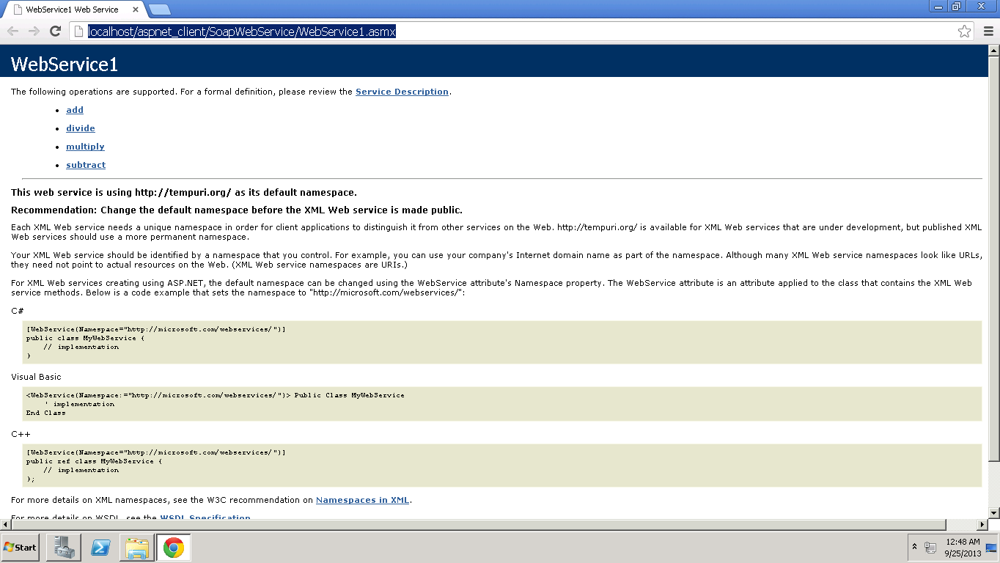 WebService1 Web Service
localhost/aspnet_client/SoapWebService/WebService1.asmx
WebService1
The following operations are supported. For a formal definition, please review the Service Description.
add
divide
multiply
subtract
This web service is using http://tempuri.org/ as its default namespace.
Recommendation: Change the default namespace before the XML Web service is made public.
Each XML Web service needs a unique namespace in order for client applications to distinguish it from other services on the Web. http://tempuri.org/ is available for XML Web services that are under development, but published XML
Web services should use a more permanent namespace.
Your XML Web service should be identified by a namespace that you control. For example, you can use your company's Internet domain name as part of the namespace. Although many XML Web service namespaces look like URLs,
they need not point to actual resources on the Web. (XML Web service namespaces are URIs.)
For XML Web services creating using ASP.NET, the default namespace can be changed using the WebService attribute's Namespace property. The WebService attribute is an attribute applied to the class that contains the XML Web
service methods. Below is a code example that sets the namespace to "http://microsoft.com/webservices/":
C#
[WebService(Namespace="http://microsoft.com/webservices/")]
public class MyWebService {
// implementation
}
Visual Basic
<WebService(Namespace:="http://microsoft.com/webservices/")> Public Class MyWebService
' implementation
End Class
C++
[WebService(Namespace="http://microsoft.com/webservices/")]
public ref class MyWebService {
// implementation
};
For more details on XML namespaces, see the W3C recommendation on Namespaces in XML.
For more details on WSDL, see the WSDL Specification.
Start
12:48 AM
9/25/2013